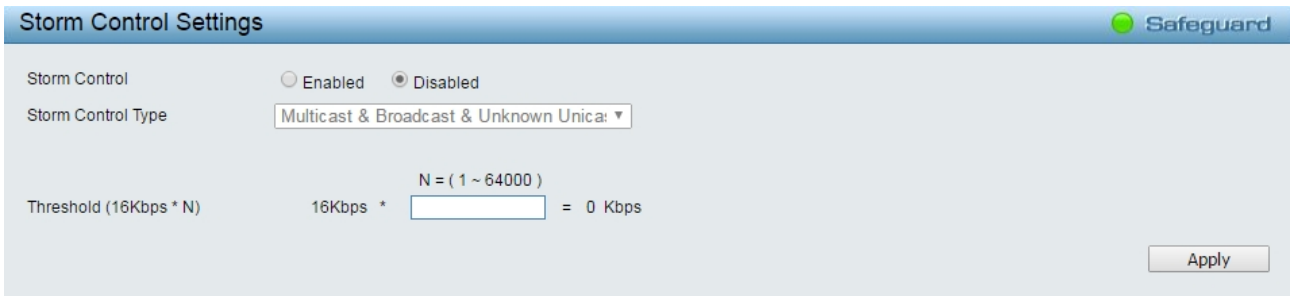 Storm Control Settings
Safeguard
Storm Control Enabled Disabled
Storm Control Type Multicast & Broadcast & Unknown Unicas
N = ( 1 ~ 64000 )
Threshold (16Kbps * N) 16Kbps * = 0 Kbps
Apply